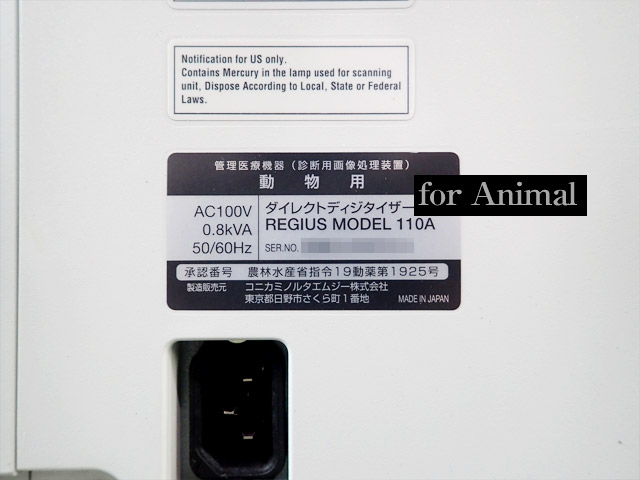 Notification for US only.
Contains Mercury in the lamp used for scanning
unit, Dispose According to Local, State or Federal
Laws.
管理医療機器（診断用画像処理装置）
動物用
for Animal
AC100V
0.8kVA
50/60Hz
ダイレクトディジタイザー
REGIUS MODEL 110A
SER.NO.
承認番号 農林水産省指令19動薬第1925号
製造販売元 コニカミノルタエムジー株式会社
東京都日野市さくら町1番地 MADE IN JAPAN